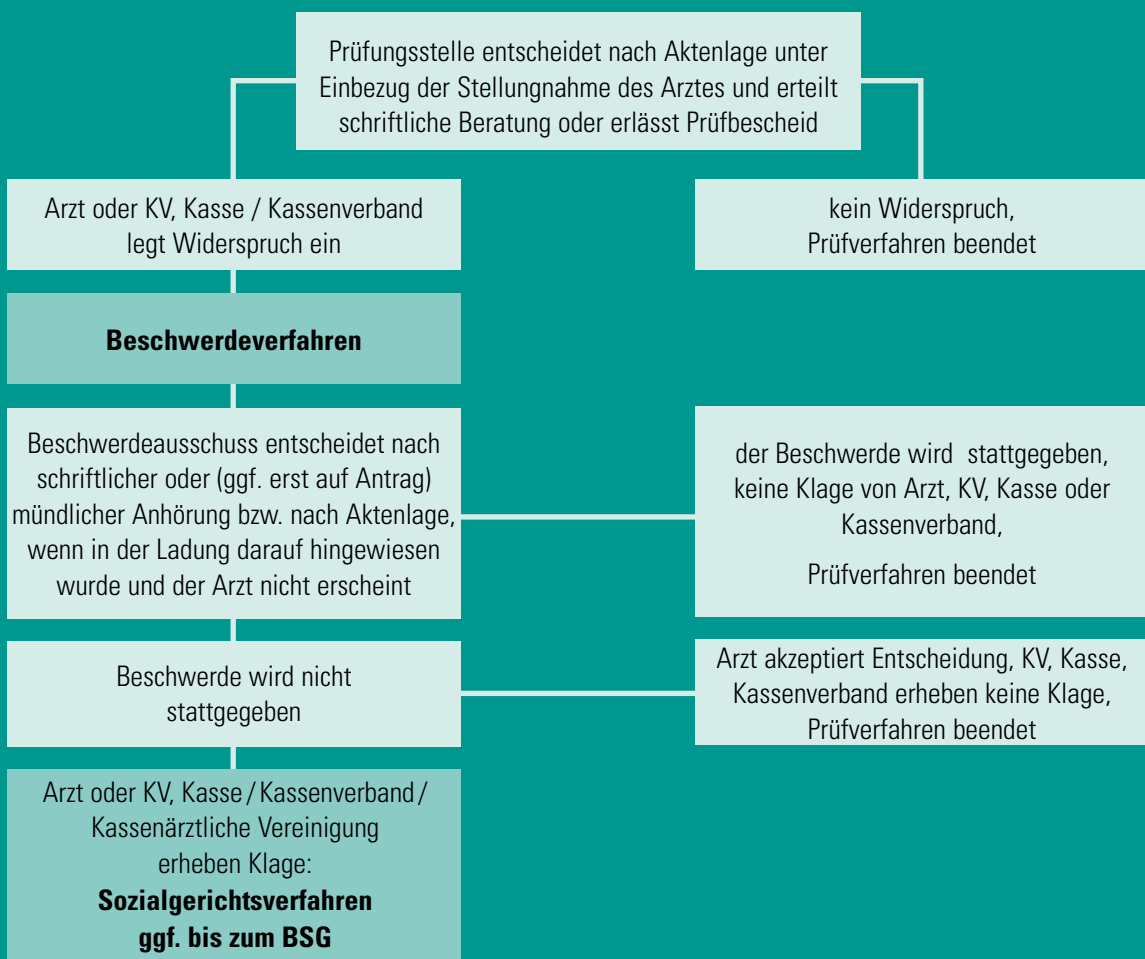 Prüfungsstelle entscheidet nach Aktenlage unter
Einbezug der Stellungnahme des Arztes und erteilt
schriftliche Beratung oder erlässt Prüfbescheid
Arzt oder KV, Kasse / Kassenverband
legt Widerspruch ein
kein Widerspruch,
Prüfverfahren beendet
Beschwerdeverfahren
Beschwerdeausschuss entscheidet nach
schriftlicher oder (ggf. erst auf Antrag)
mündlicher Anhörung bzw. nach Aktenlage,
wenn in der Ladung darauf hingewiesen
wurde und der Arzt nicht erscheint
der Beschwerde wird stattgegeben,
keine Klage von Arzt, KV, Kasse oder
Kassenverband,
Prüfverfahren beendet
Beschwerde wird nicht
stattgegeben
Arzt akzeptiert Entscheidung, KV, Kasse,
Kassenverband erheben keine Klage,
Prüfverfahren beendet
Arzt oder KV, Kasse / Kassenverband /
Kassenärztliche Vereinigung
erheben Klage:
Sozialgerichtsverfahren
ggf. bis zum BSG